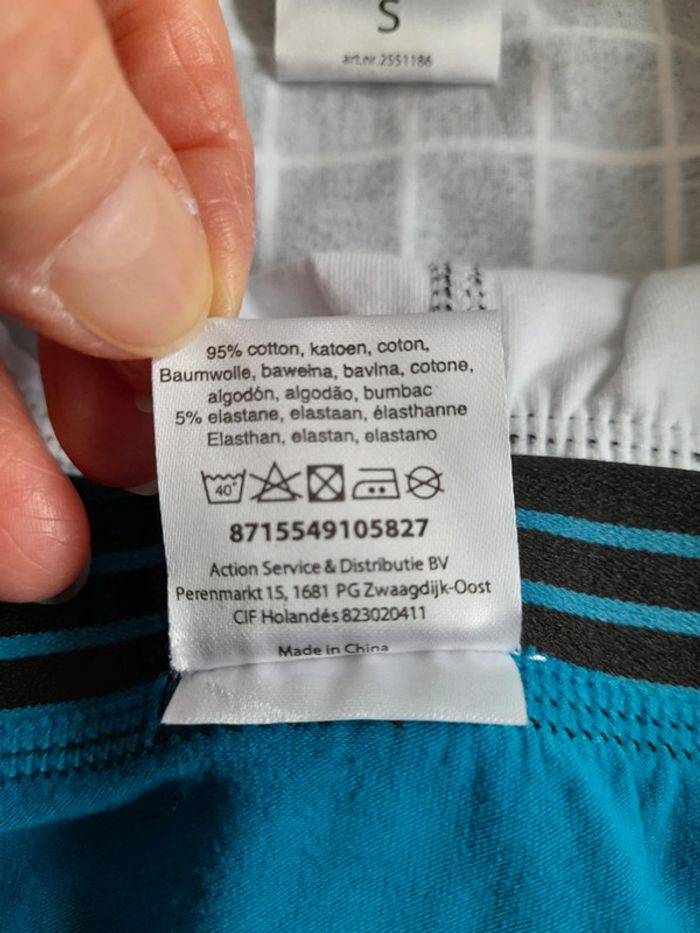 S
art.nr.2551186
95% cotton, katoen, coton,
Baumwolle, bawełna, bavlna, cotone,
algodón, algodão, bumbac
5% elastane, elastaan, élasthanne
Elasthan, elastan, elastano
40°
8715549105827
Action Service & Distributie BV
Perenmarkt 15, 1681 PG Zwaagdijk-Oost
CIF Holandés 823020411
Made in China